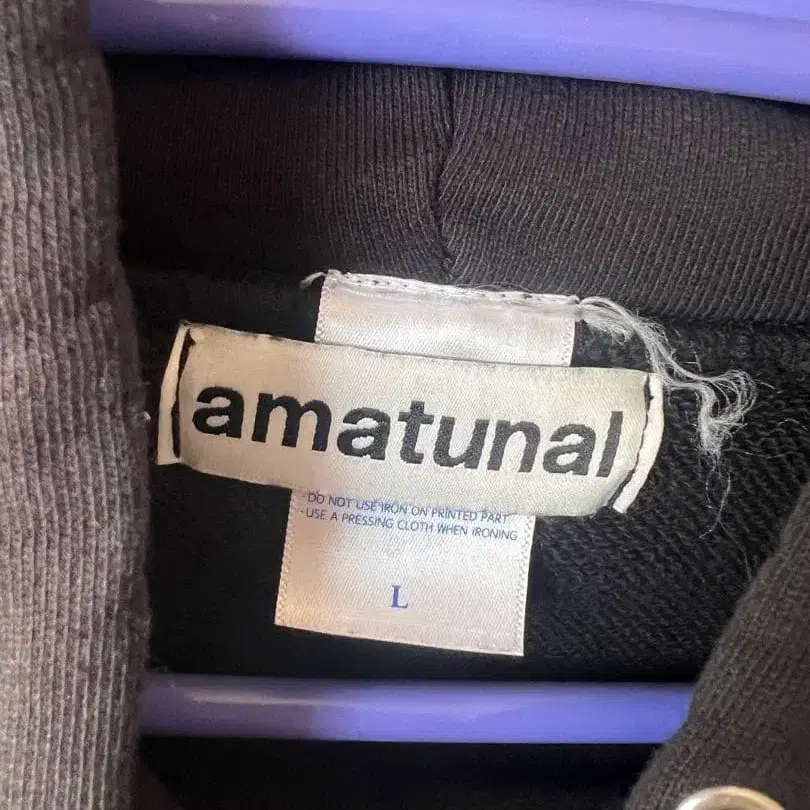 amatunal
· DO NOT USE IRON ON PRINTED PART
· USE A PRESSING CLOTH WHEN IRONING
L